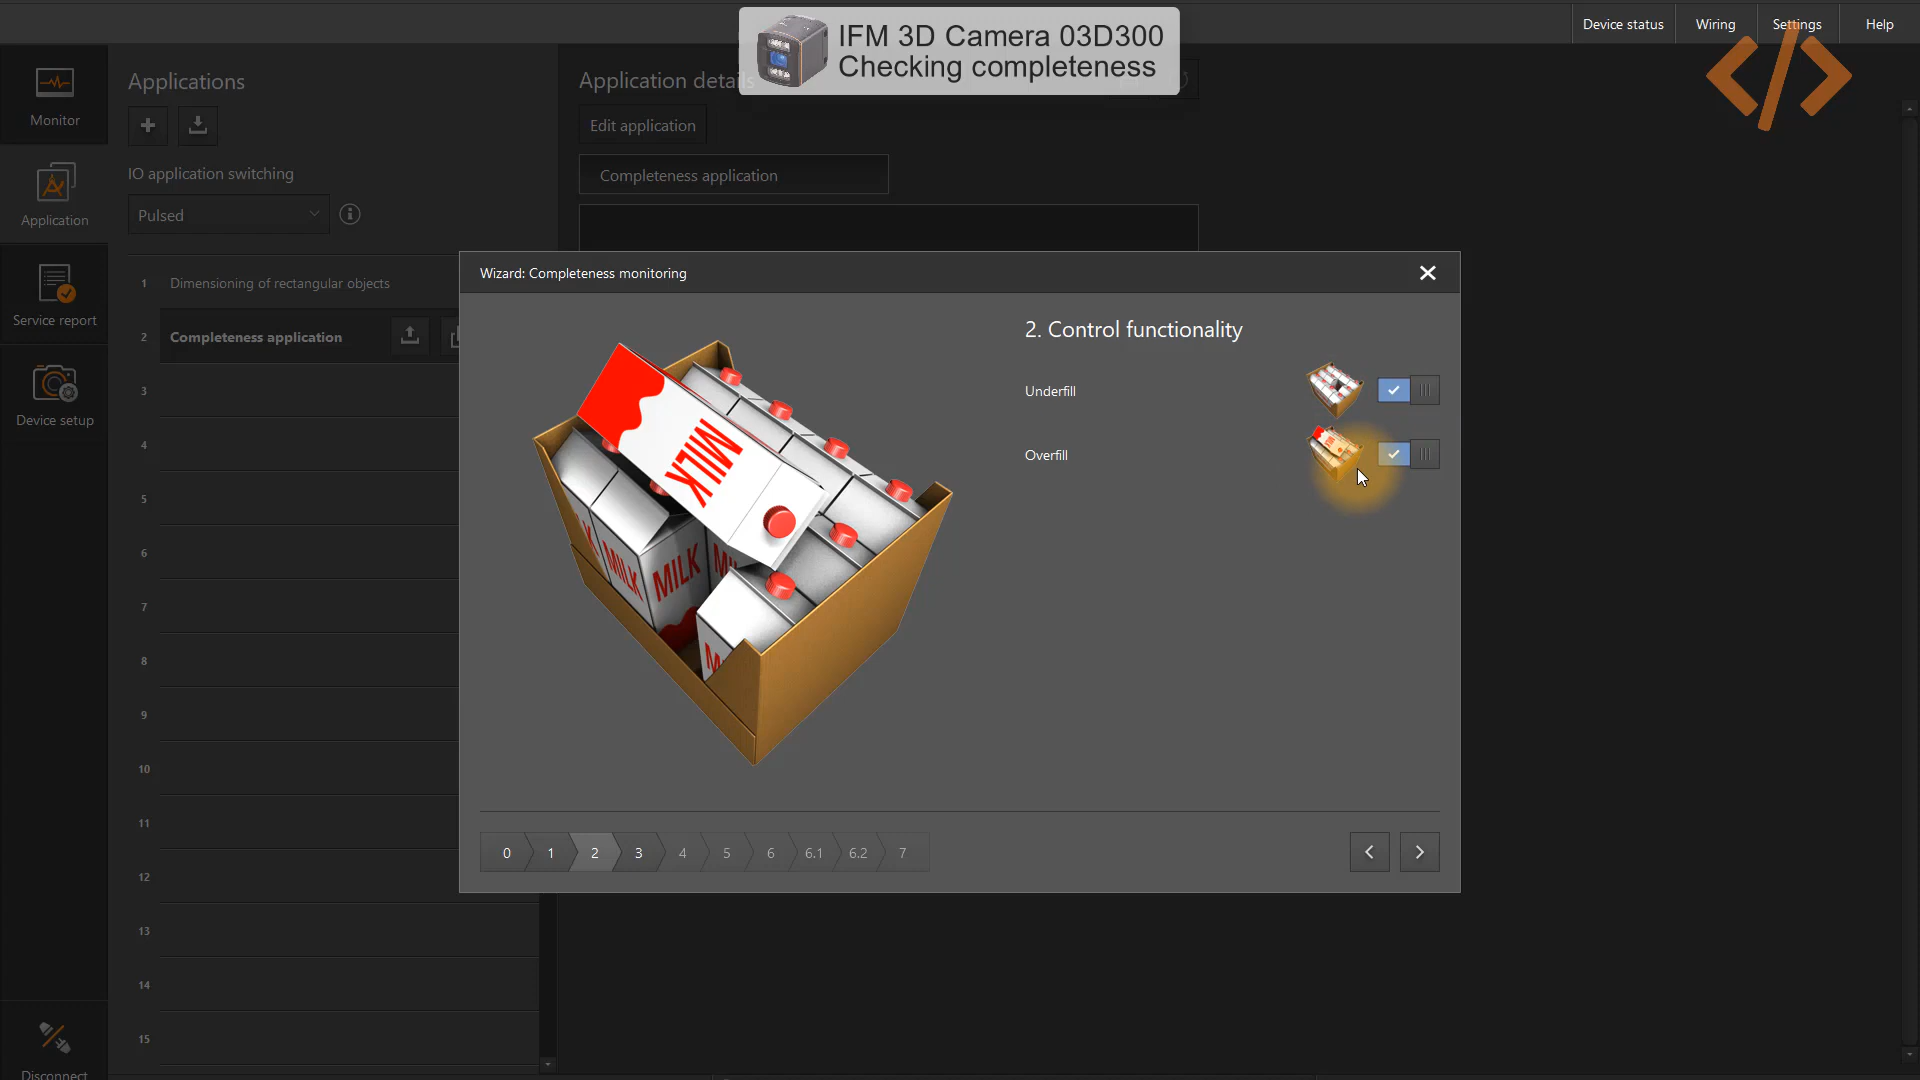 Device status
Wiring
Settings
Help
IFM 3D Camera 03D300
Checking completeness
Monitor
Application
Service report
Device setup
Disconnect
Applications
IO application switching
Pulsed
1 Dimensioning of rectangular objects
2 Completeness application
3
4
5
6
7
8
9
10
11
12
13
14
15
Application details
Edit application
Completeness application
Wizard: Completeness monitoring
MILK
MILK
MILK
2. Control functionality
Underfill
Overfill
0 1 2 3 4 5 6 6.1 6.2 7